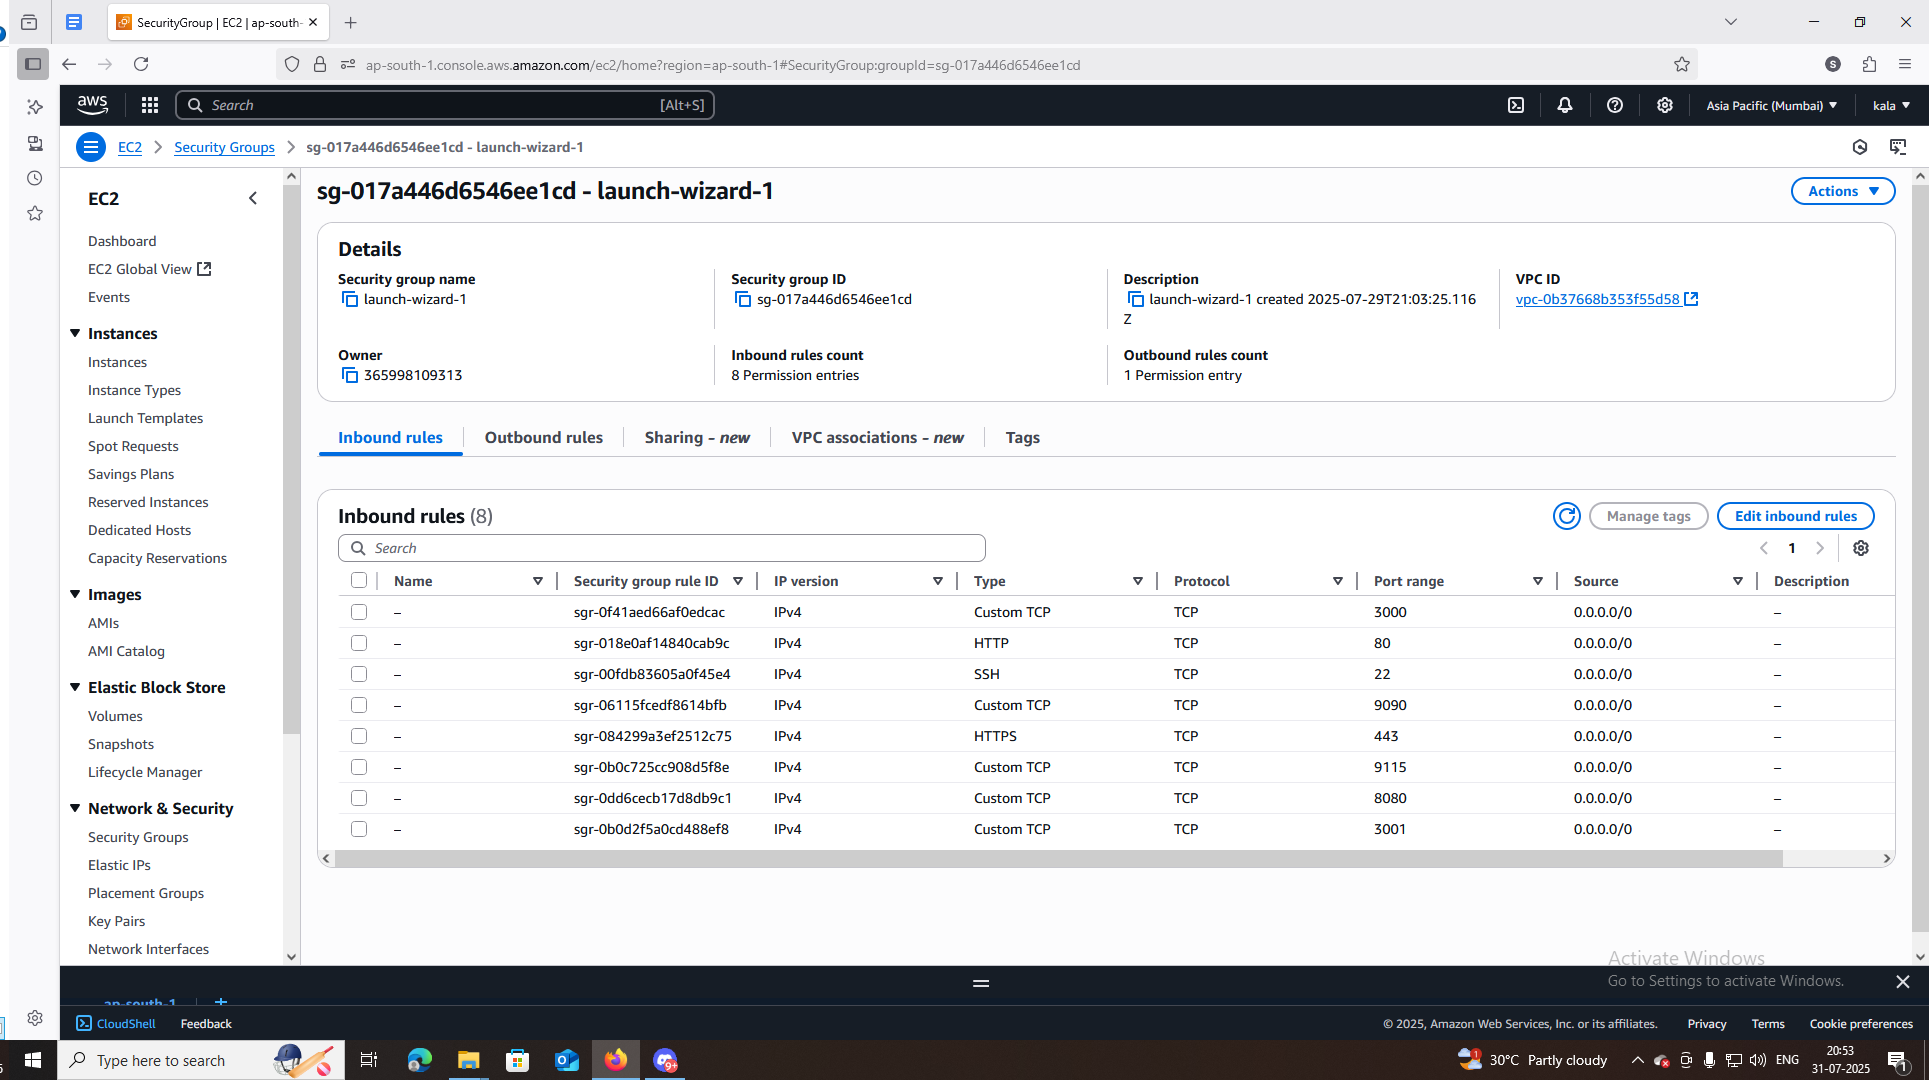 SecurityGroup | EC2 | ap-south-
ap-south-1.console.aws.amazon.com/ec2/home?region=ap-south-1#SecurityGroup:groupId=sg-017a446d6546ee1cd
S
aws
Search [Alt+S]
Asia Pacific (Mumbai)
kala
EC2 Security Groups sg-017a446d6546ee1cd - launch-wizard-1
EC2
Dashboard
EC2 Global View
Events
Instances
Instances
Instance Types
Launch Templates
Spot Requests
Savings Plans
Reserved Instances
Dedicated Hosts
Capacity Reservations
Images
AMIs
AMI Catalog
Elastic Block Store
Volumes
Snapshots
Lifecycle Manager
Network & Security
Security Groups
Elastic IPs
Placement Groups
Key Pairs
Network Interfaces
sg-017a446d6546ee1cd - launch-wizard-1
Actions
Details
Security group name
launch-wizard-1
Security group ID
sg-017a446d6546ee1cd
Description
launch-wizard-1 created 2025-07-29T21:03:25.116
Z
VPC ID
vpc-0b37668b353f55d58
Owner
365998109313
Inbound rules count
8 Permission entries
Outbound rules count
1 Permission entry
Inbound rules Outbound rules Sharing - new VPC associations - new Tags
Inbound rules (8)
Manage tags
Edit inbound rules
Search
1
Name Security group rule ID IP version Type Protocol Port range Source Description
– sgr-0f41aed66af0edcac IPv4 Custom TCP TCP 3000 0.0.0.0/0 –
– sgr-018e0af14840cab9c IPv4 HTTP TCP 80 0.0.0.0/0 –
– sgr-00fdb83605a0f45e4 IPv4 SSH TCP 22 0.0.0.0/0 –
– sgr-06115fcedf8614bfb IPv4 Custom TCP TCP 9090 0.0.0.0/0 –
– sgr-084299a3ef2512c75 IPv4 HTTPS TCP 443 0.0.0.0/0 –
– sgr-0b0c725cc908d5f8e IPv4 Custom TCP TCP 9115 0.0.0.0/0 –
– sgr-0dd6cecb17d8db9c1 IPv4 Custom TCP TCP 8080 0.0.0.0/0 –
– sgr-0b0d2f5a0cd488ef8 IPv4 Custom TCP TCP 3001 0.0.0.0/0 –
Activate Windows
Go to Settings to activate Windows.
ap-south-1
CloudShell Feedback
© 2025, Amazon Web Services, Inc. or its affiliates. Privacy Terms Cookie preferences
Type here to search
9+
1
30°C Partly cloudy
ENG
20:53
31-07-2025
1